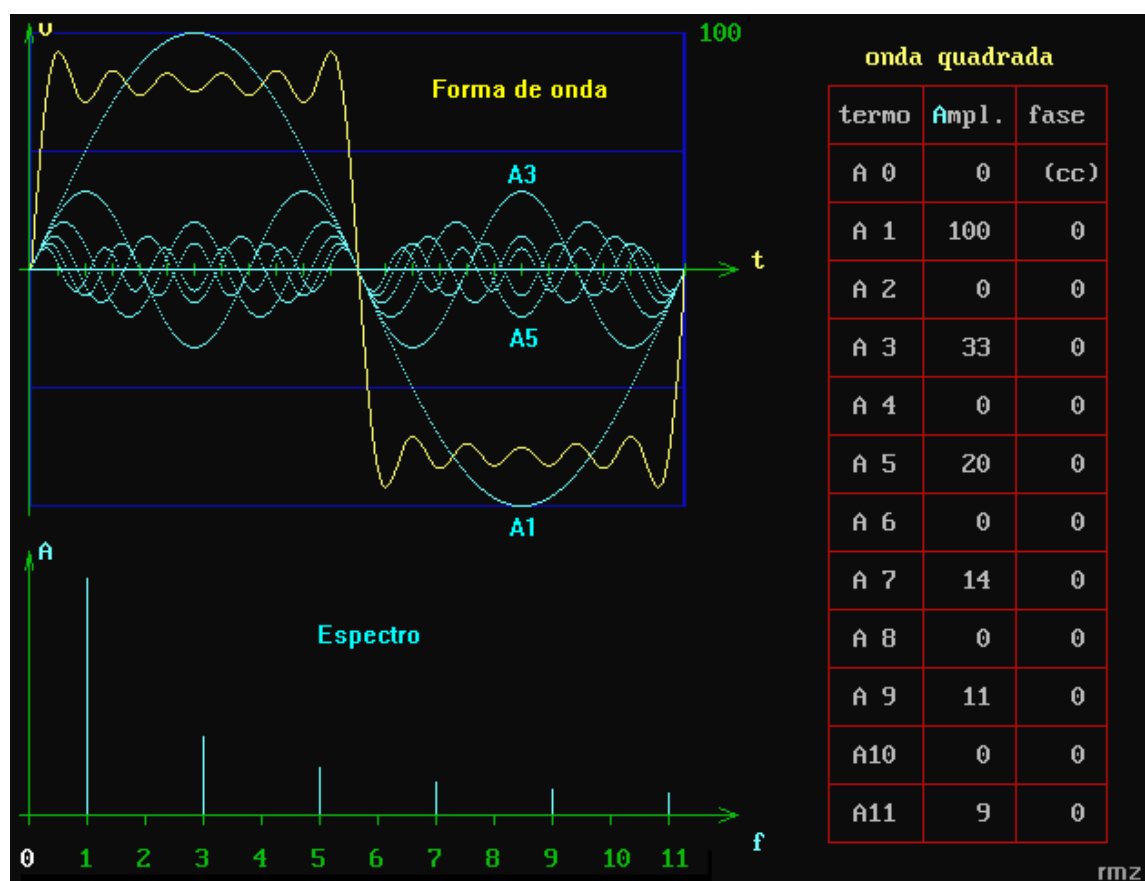 υ
100
Forma de onda
A3
t
A5
A1
A
Espectro
f
0 1 2 3 4 5 6 7 8 9 10 11
onda quadrada
termo Ampl. fase
A 0 0 (cc)
A 1 100 0
A 2 0 0
A 3 33 0
A 4 0 0
A 5 20 0
A 6 0 0
A 7 14 0
A 8 0 0
A 9 11 0
A10 0 0
A11 9 0
rmz